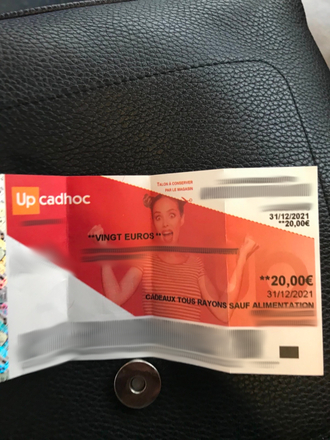 Up cadhoc
TALON À CONSERVER
PAR LE MAGASIN
31/12/2021
**20,00€
**VINGT EUROS**
**20,00€
31/12/2021
CADEAUX TOUS RAYONS SAUF ALIMENTATION